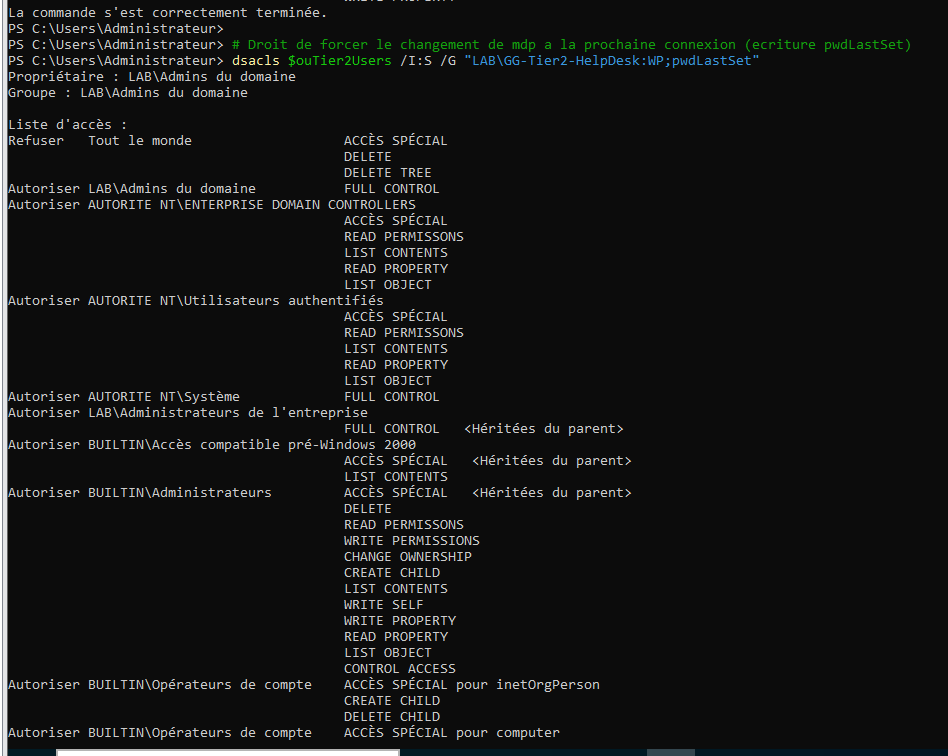 La commande s'est correctement terminée.
PS C:\Users\Administrateur>
PS C:\Users\Administrateur> # Droit de forcer le changement de mdp a la prochaine connexion (ecriture pwdLastSet)
PS C:\Users\Administrateur> dsacls $ouTier2Users /I:S /G "LAB\GG-Tier2-HelpDesk:WP;pwdLastSet"
Propriétaire : LAB\Admins du domaine
Groupe : LAB\Admins du domaine

Liste d'accès :
Refuser   Tout le monde                   ACCÈS SPÉCIAL
                                          DELETE
                                          DELETE TREE
Autoriser LAB\Admins du domaine           FULL CONTROL
Autoriser AUTORITE NT\ENTERPRISE DOMAIN CONTROLLERS
                                          ACCÈS SPÉCIAL
                                          READ PERMISSONS
                                          LIST CONTENTS
                                          READ PROPERTY
                                          LIST OBJECT
Autoriser AUTORITE NT\Utilisateurs authentifiés
                                          ACCÈS SPÉCIAL
                                          READ PERMISSONS
                                          LIST CONTENTS
                                          READ PROPERTY
                                          LIST OBJECT
Autoriser AUTORITE NT\Système             FULL CONTROL
Autoriser LAB\Administrateurs de l'entreprise
                                          FULL CONTROL   <Héritées du parent>
Autoriser BUILTIN\Accès compatible pré-Windows 2000
                                          ACCÈS SPÉCIAL   <Héritées du parent>
                                          LIST CONTENTS
Autoriser BUILTIN\Administrateurs         ACCÈS SPÉCIAL   <Héritées du parent>
                                          DELETE
                                          READ PERMISSONS
                                          WRITE PERMISSIONS
                                          CHANGE OWNERSHIP
                                          CREATE CHILD
                                          LIST CONTENTS
                                          WRITE SELF
                                          WRITE PROPERTY
                                          READ PROPERTY
                                          LIST OBJECT
                                          CONTROL ACCESS
Autoriser BUILTIN\Opérateurs de compte    ACCÈS SPÉCIAL pour inetOrgPerson
                                          CREATE CHILD
                                          DELETE CHILD
Autoriser BUILTIN\Opérateurs de compte    ACCÈS SPÉCIAL pour computer